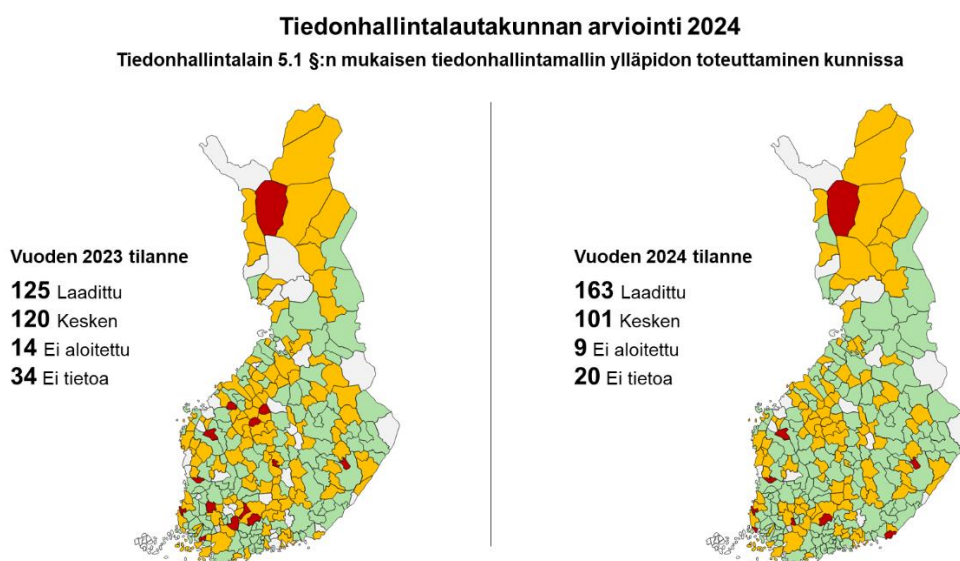 Tiedonhallintalautakunnan arviointi 2024
Tiedonhallintalain 5.1 §:n mukaisen tiedonhallintamallin ylläpidon toteuttaminen kunnissa
Vuoden 2023 tilanne
125 Laadittu
120 Kesken
14 Ei aloitettu
34 Ei tietoa
Vuoden 2024 tilanne
163 Laadittu
101 Kesken
9 Ei aloitettu
20 Ei tietoa